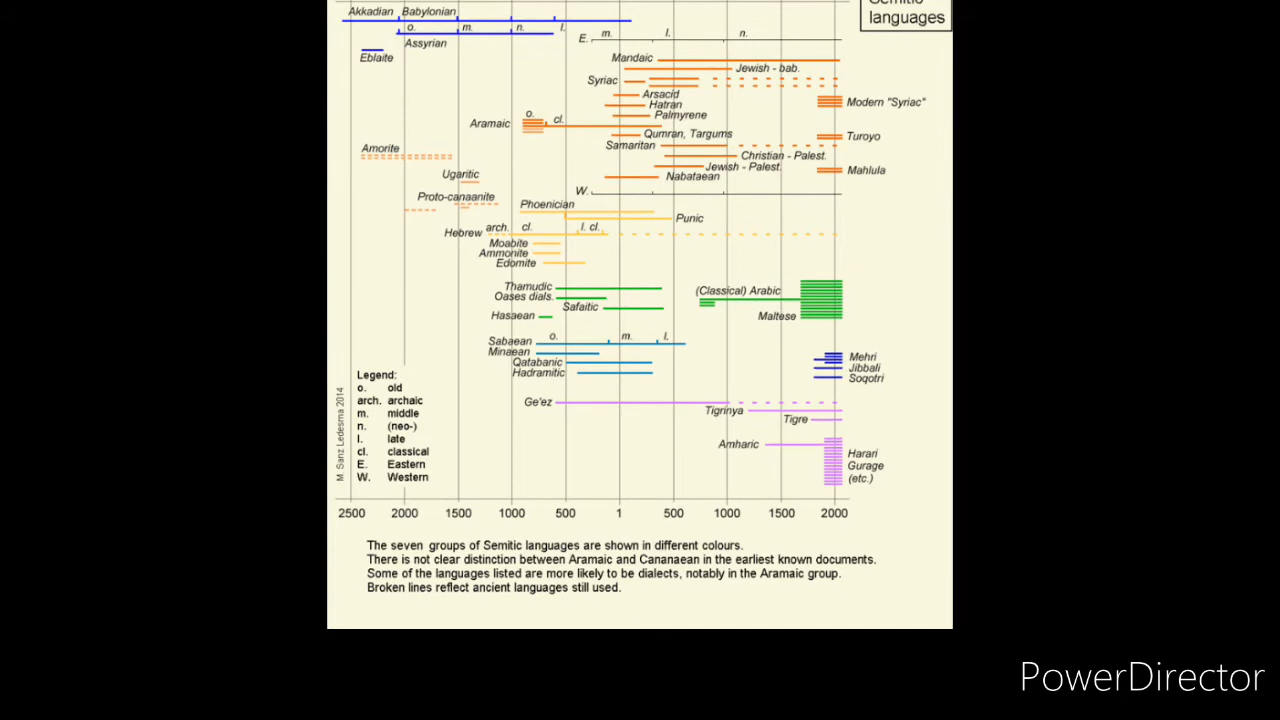 Semitic
languages
Akkadian Babylonian
o. m. n. l.
Assyrian
Eblaite
E. m. l. n.
Mandaic
Jewish - bab.
Syriac
Arsacid
Hatran
Modern "Syriac"
Palmyrene
o.
cl.
Aramaic
Qumran, Targums
Turoyo
Samaritan
Amorite
Christian - Palest.
Jewish - Palest.
Mahlula
Ugaritic
Nabataean
W.
Proto-canaanite
Phoenician
Punic
Hebrew arch. cl. l. cl.
Moabite
Ammonite
Edomite
Thamudic
(Classical) Arabic
Oases dials.
Safaitic
Hasaean
Maltese
Sabaean o. m. l.
Minaean
Mehri
Qatabanic
Jibbali
Hadramitic
Soqotri
Legend:
o. old
arch. archaic
m. middle
n. (neo-)
l. late
cl. classical
E. Eastern
W. Western
M. Sanz Ledesma 2014
Ge'ez
Tigrinya
Tigre
Amharic
Harari
Gurage
(etc.)
2500 2000 1500 1000 500 1 500 1000 1500 2000
The seven groups of Semitic languages are shown in different colours.
There is not clear distinction between Aramaic and Cananaean in the earliest known documents.
Some of the languages listed are more likely to be dialects, notably in the Aramaic group.
Broken lines reflect ancient languages still used.
PowerDirector